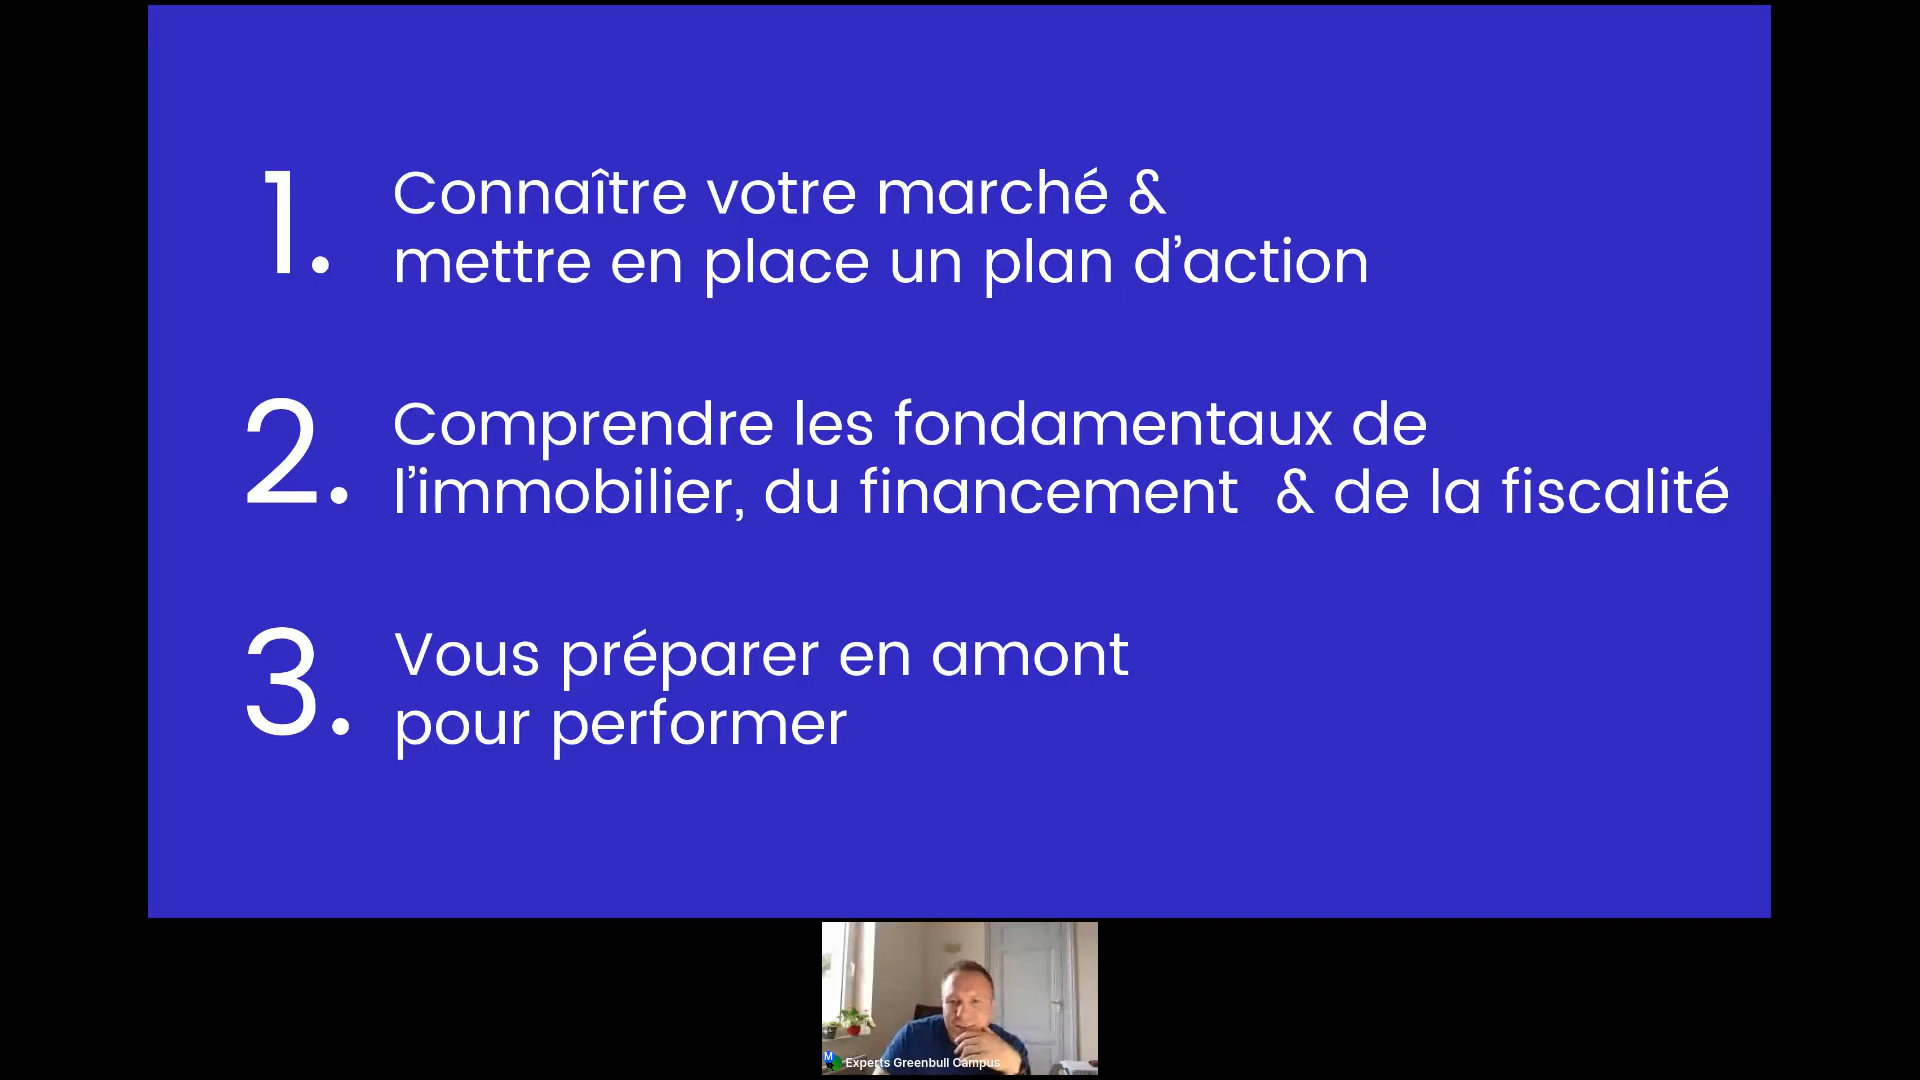 1. Connaître votre marché &
mettre en place un plan d’action
2. Comprendre les fondamentaux de
l’immobilier, du financement  & de la fiscalité
3. Vous préparer en amont
pour performer
M
Experts Greenbull Campus